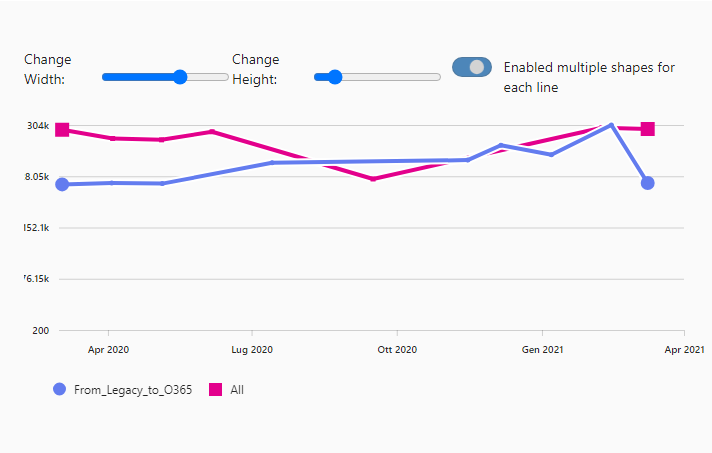 Change
Width:
Change
Height:
Enabled multiple shapes for
each line
304k
8.05k
152.1k
76.15k
200
Apr 2020
Lug 2020
Ott 2020
Gen 2021
Apr 2021
From_Legacy_to_O365
All